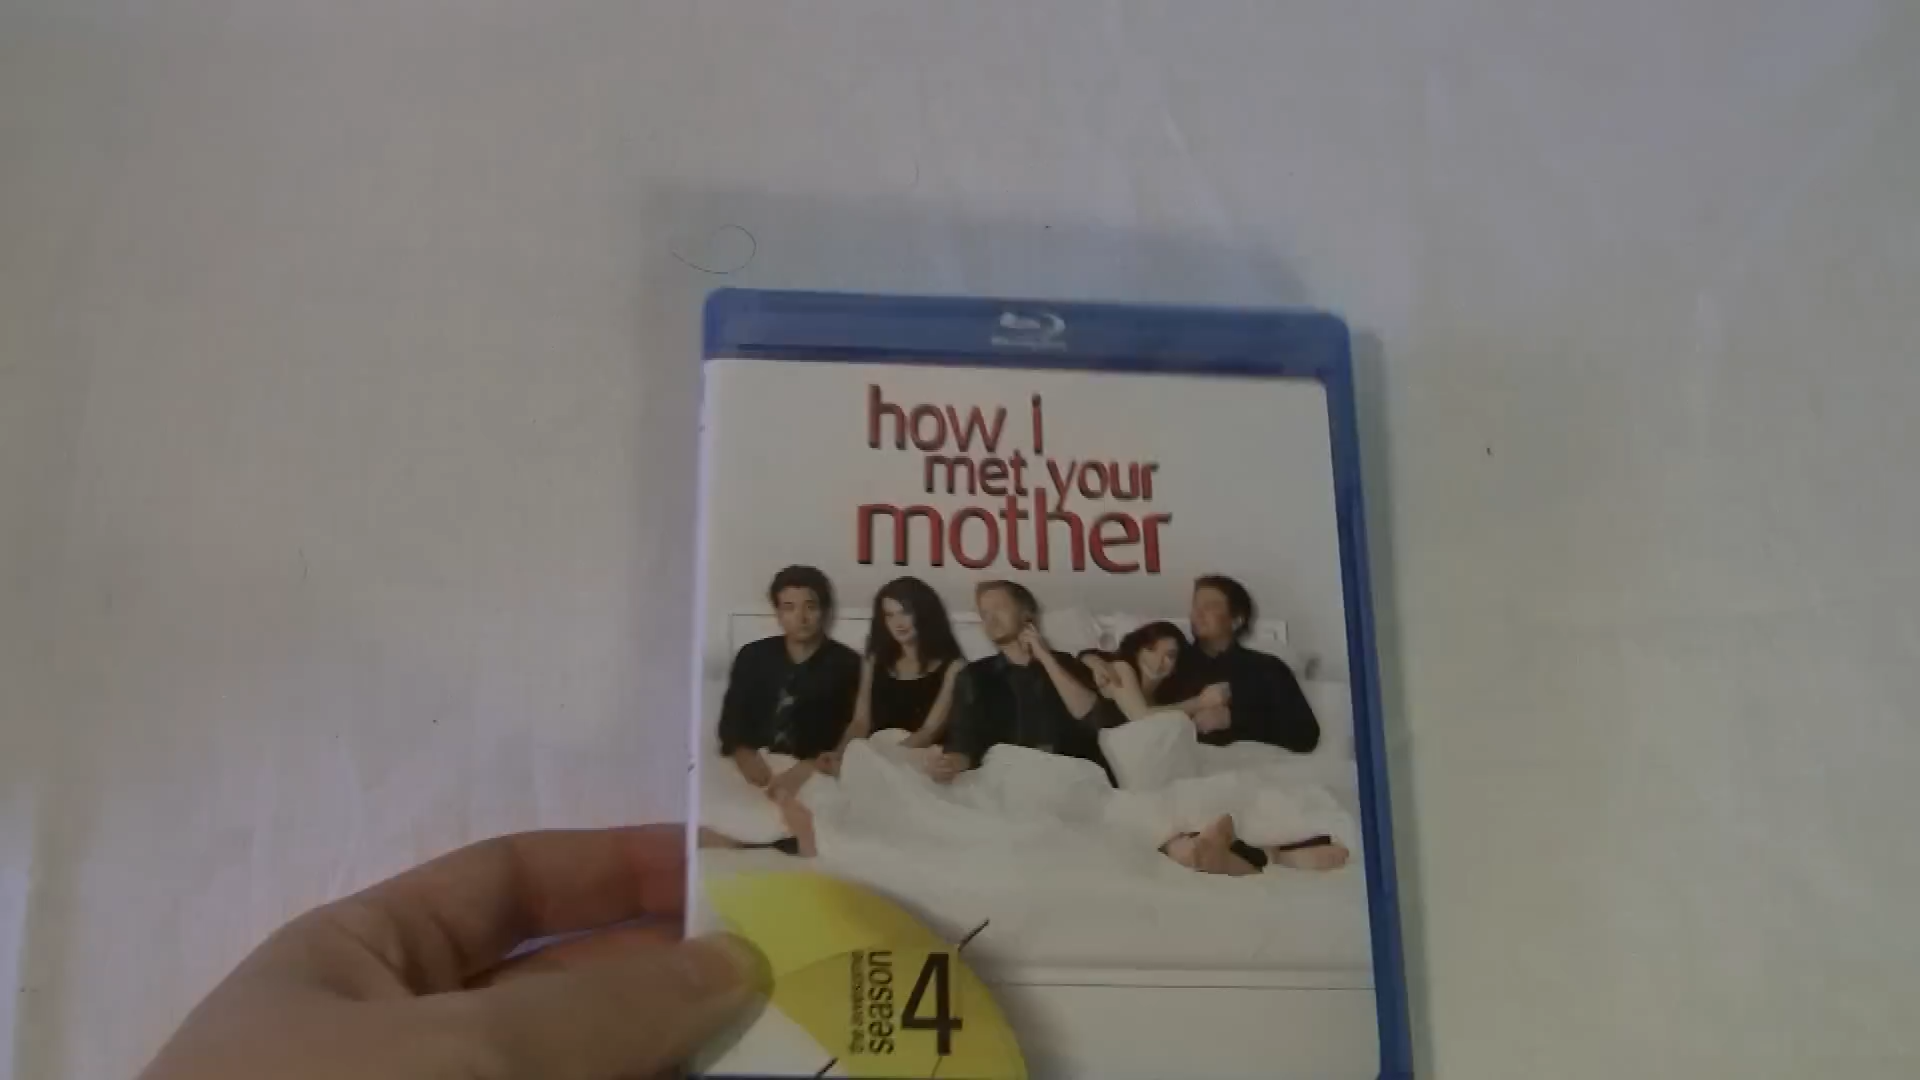 how i
met your
mother
the awesome
season
4